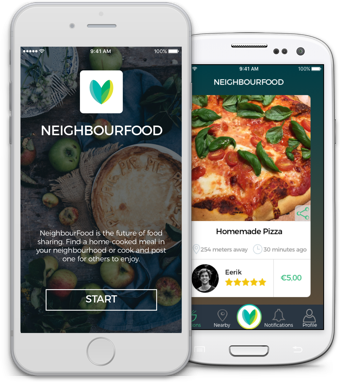 9:41 AM
100%
NEIGHBOURFOOD
NeighbourFood is the future of food
sharing. Find a home-cooked meal in
your neighbourhood or cook and post
one for others to enjoy.
START
9:41 AM
100%
NEIGHBOURFOOD
Homemade Pizza
254 meters away
30 minutes ago
Eerik
€5.00
Nearby
Notifications
Profile